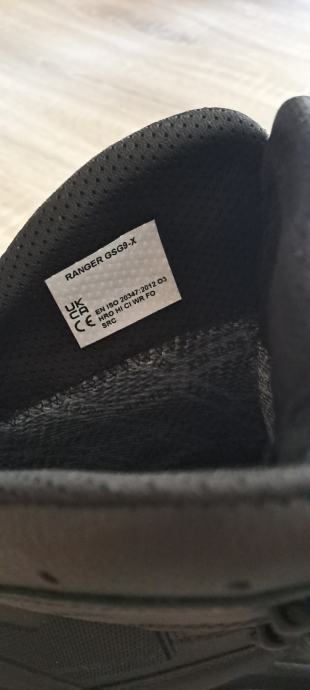 RANGER GSG9-X
UK
CA
CE EN ISO 20347:2012 O3
HRO HI CI WR FO
SRC